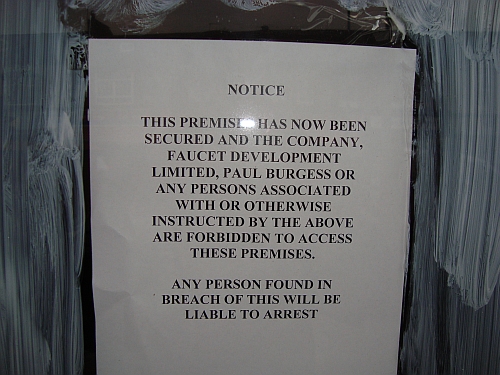 NOTICE
THIS PREMISES HAS NOW BEEN
SECURED AND THE COMPANY,
FAUCET DEVELOPMENT
LIMITED, PAUL BURGESS OR
ANY PERSONS ASSOCIATED
WITH OR OTHERWISE
INSTRUCTED BY THE ABOVE
ARE FORBIDDEN TO ACCESS
THESE PREMISES.
ANY PERSON FOUND IN
BREACH OF THIS WILL BE
LIABLE TO ARREST